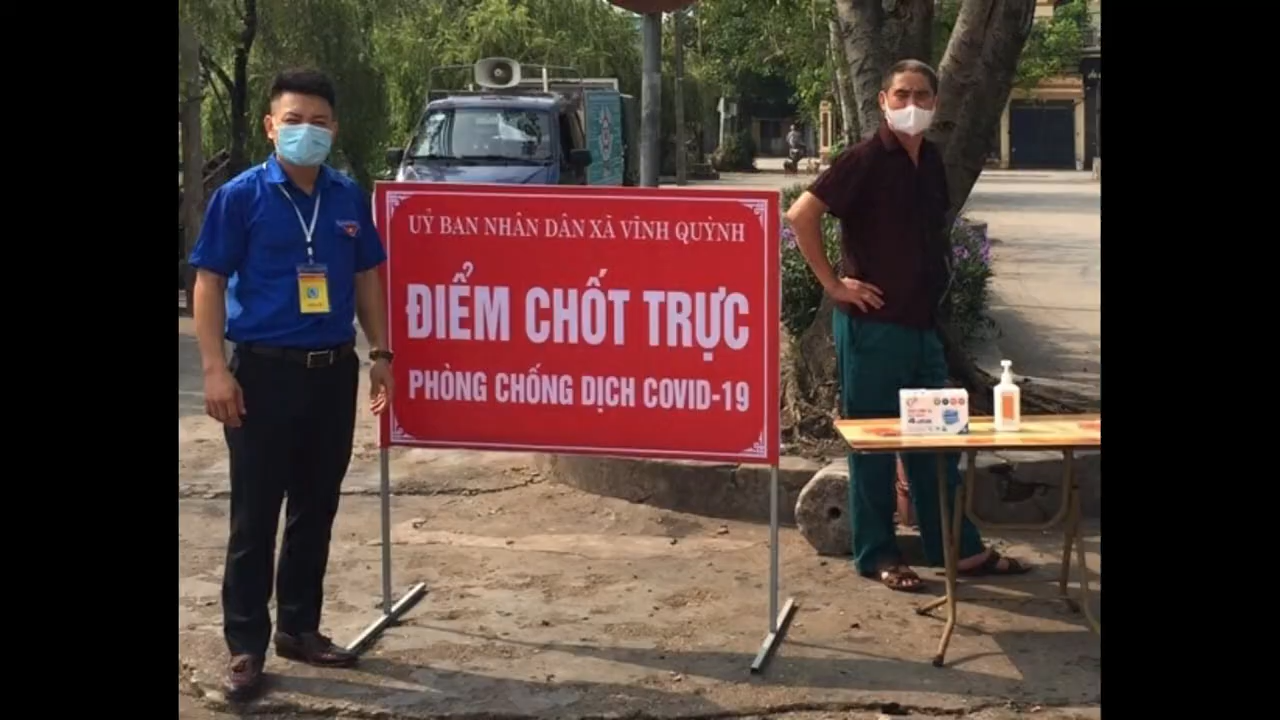 UỶ BAN NHÂN DÂN XÃ VĨNH QUỲNH
ĐIỂM CHỐT TRỰC
PHÒNG CHỐNG DỊCH COVID-19